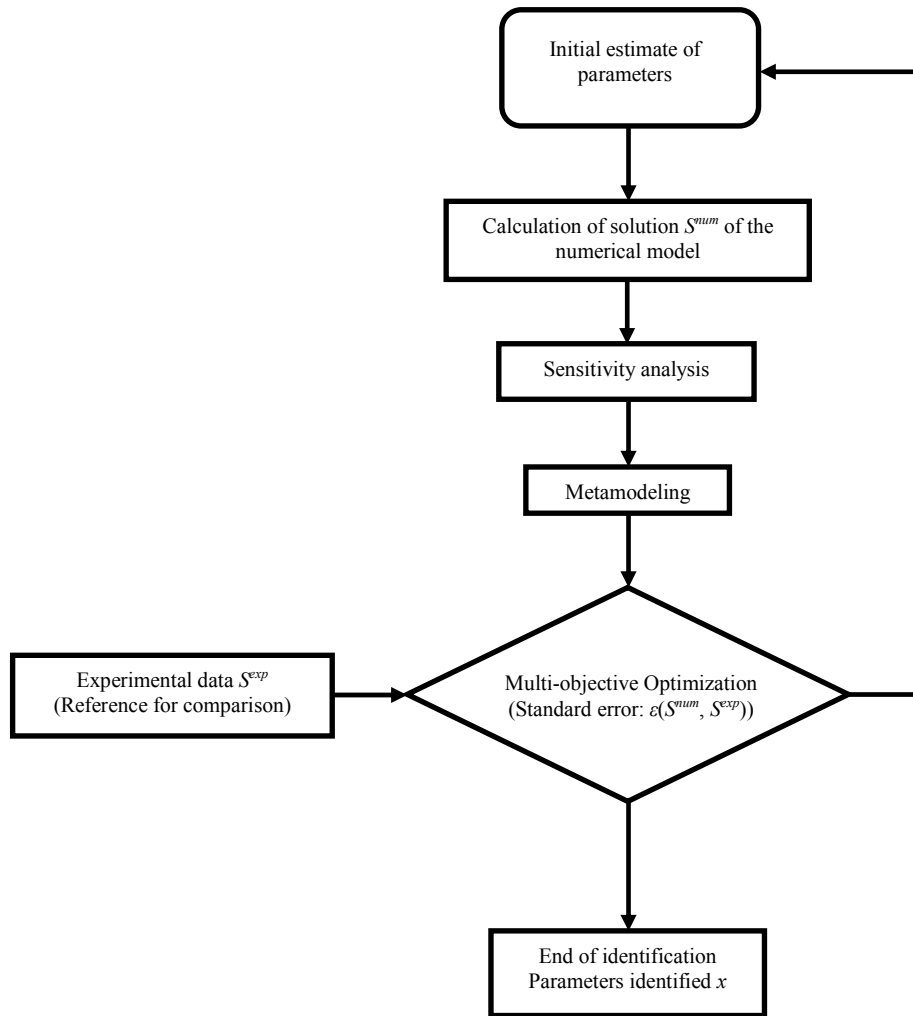 Initial estimate of
parameters
Calculation of solution S^num of the
numerical model
Sensitivity analysis
Metamodeling
Experimental data S^exp
(Reference for comparison)
Multi-objective Optimization
(Standard error: ε(S^num, S^exp))
End of identification
Parameters identified x